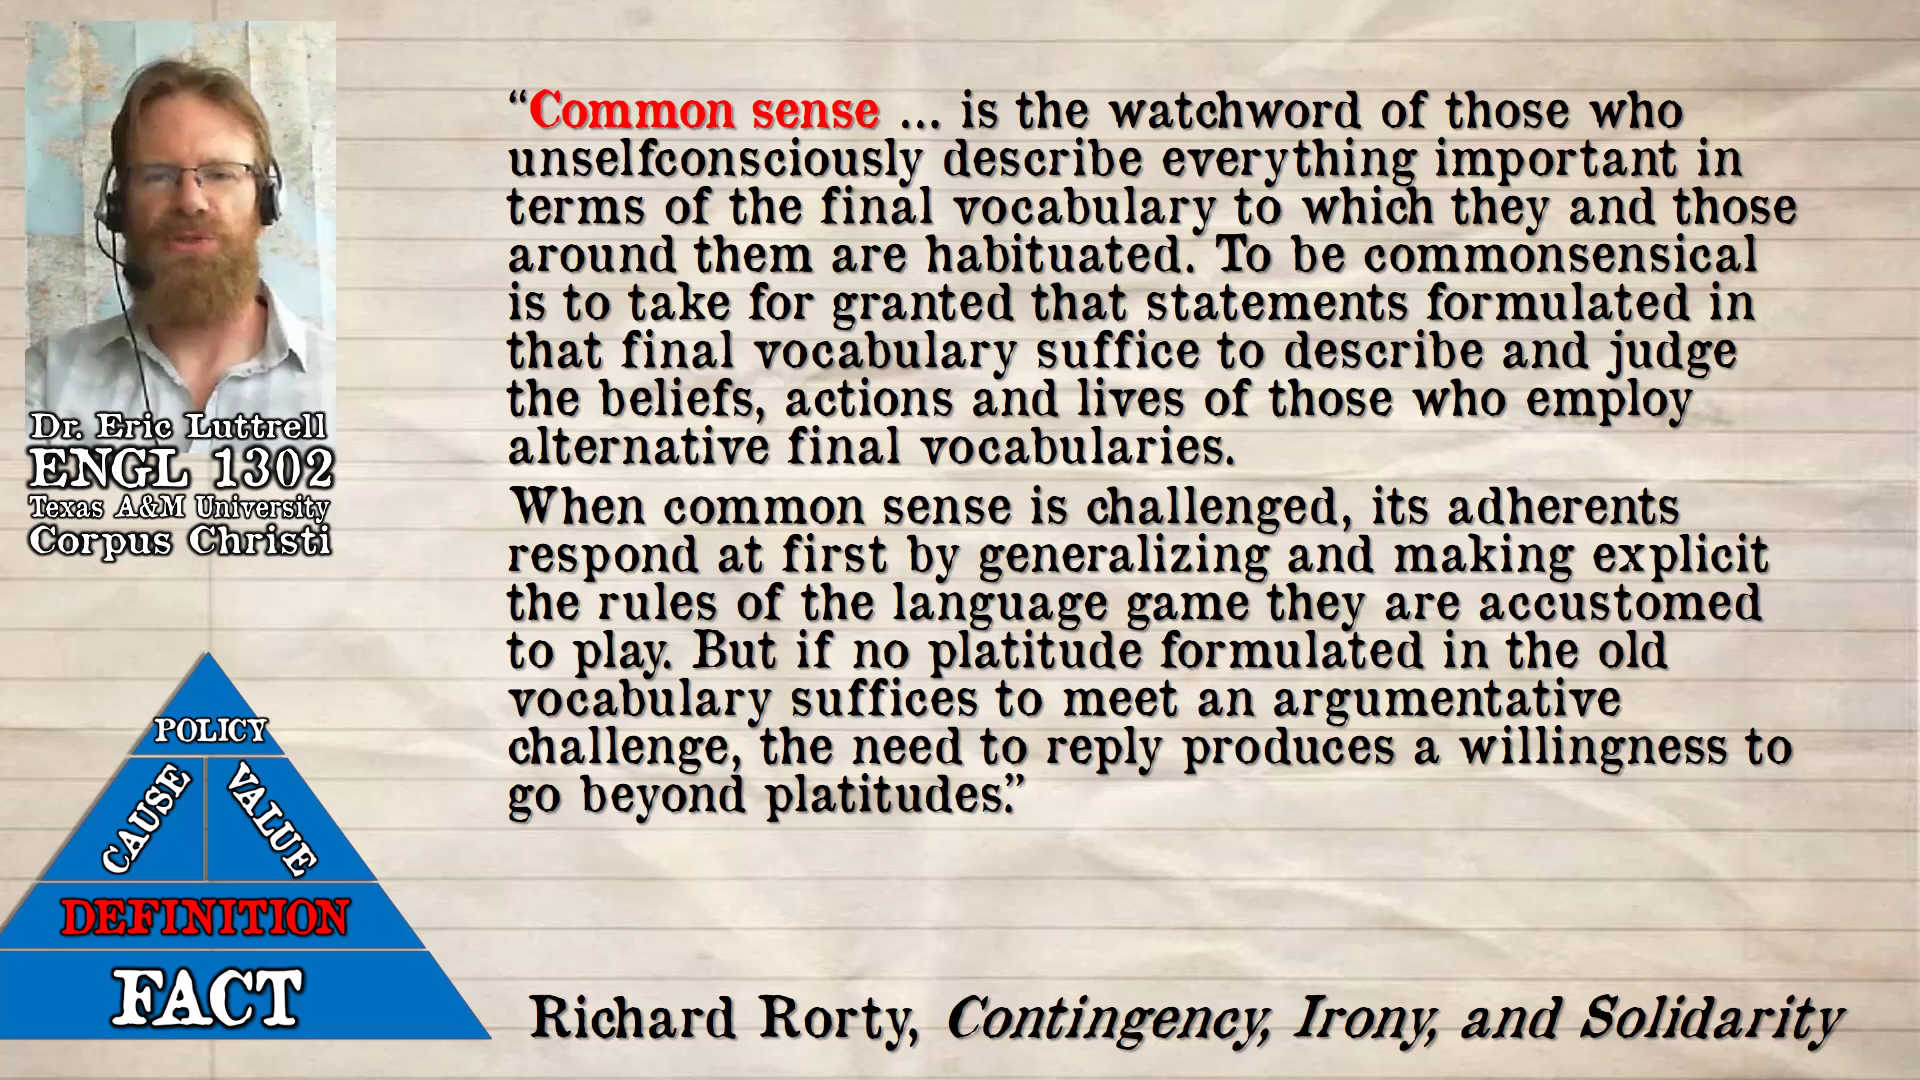 “Common sense ... is the watchword of those who
unselfconsciously describe everything important in
terms of the final vocabulary to which they and those
around them are habituated. To be commonsensical
is to take for granted that statements formulated in
that final vocabulary suffice to describe and judge
the beliefs, actions and lives of those who employ
alternative final vocabularies.
When common sense is challenged, its adherents
respond at first by generalizing and making explicit
the rules of the language game they are accustomed
to play. But if no platitude formulated in the old
vocabulary suffices to meet an argumentative
challenge, the need to reply produces a willingness to
go beyond platitudes.”
Richard Rorty, Contingency, Irony, and Solidarity
Dr. Eric Luttrell
ENGL 1302
Texas A&M University
Corpus Christi
POLICY
CAUSE
VALUE
DEFINITION
FACT